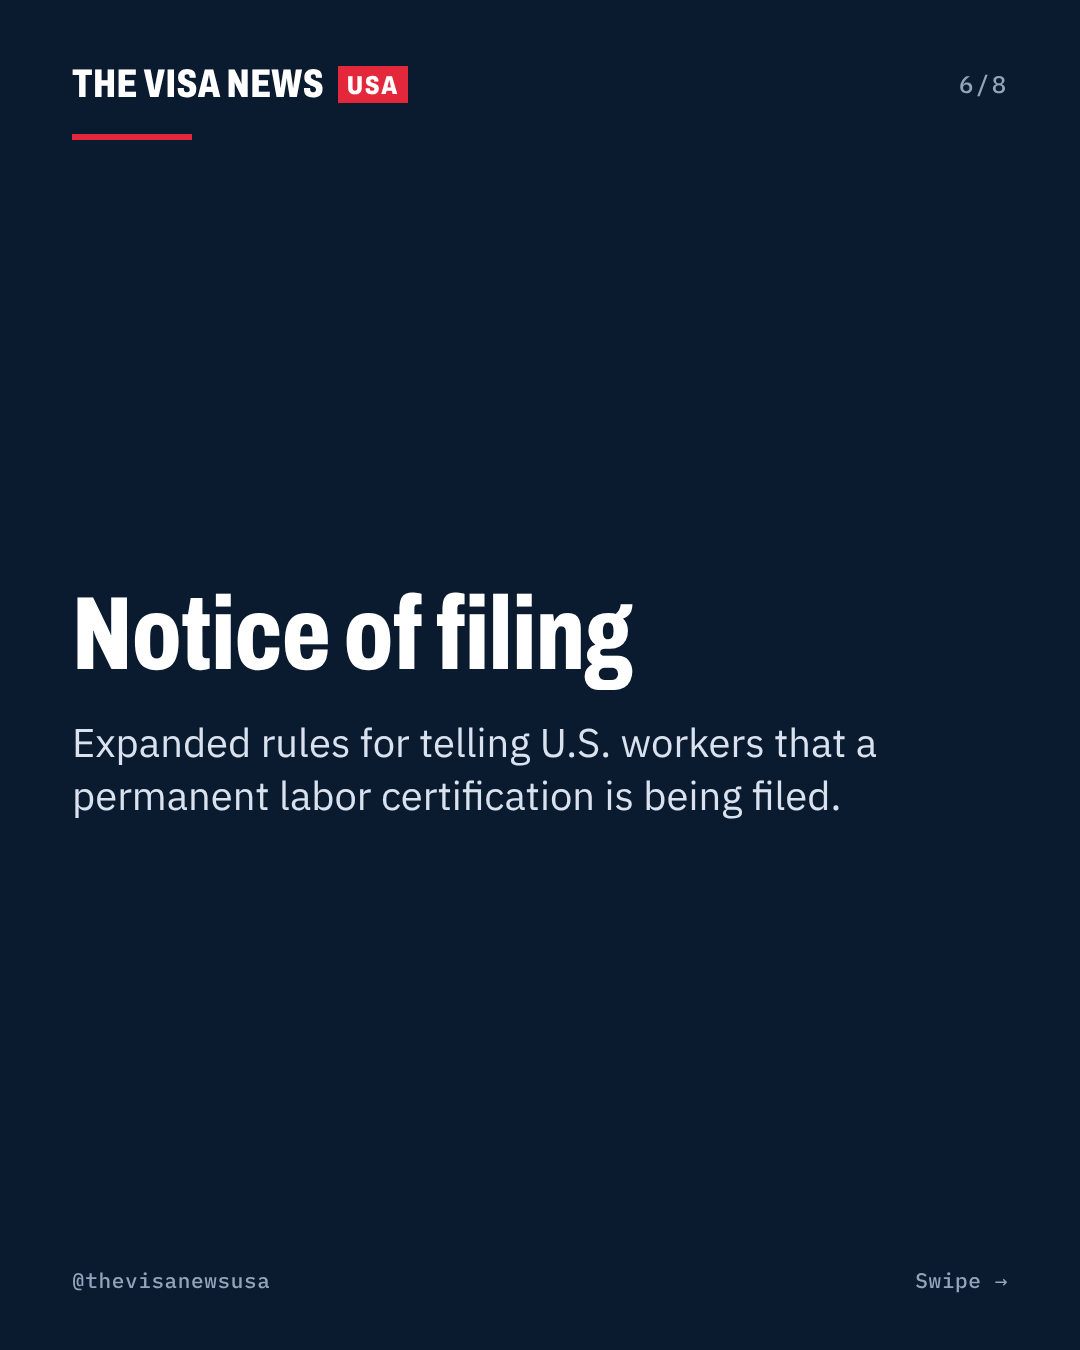 THE VISA NEWS USA
6/8
Notice of filing
Expanded rules for telling U.S. workers that a
permanent labor certification is being filed.
@thevisanewsusa
Swipe →